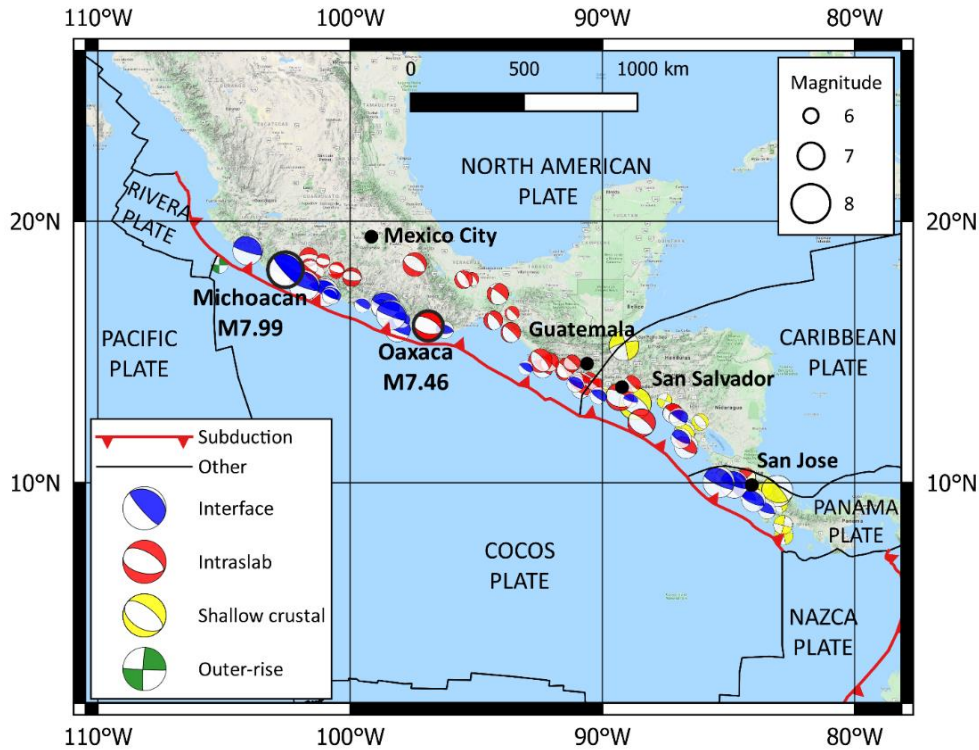 110°W 100°W 90°W 80°W
0 500 1000 km
Magnitude
6
7
8
NORTH AMERICAN
PLATE
RIVERA
PLATE
20°N 20°N
Mexico City
Michoacan
M7.99
Guatemala
PACIFIC
PLATE
Oaxaca
M7.46
CARIBBEAN
PLATE
San Salvador
Honduras
Nicaragua
Subduction
Other
San Jose
10°N 10°N
Interface
PANAMA
PLATE
COCOS
PLATE
Intraslab
NAZCA
PLATE
Shallow crustal
Outer-rise
110°W 100°W 90°W 80°W